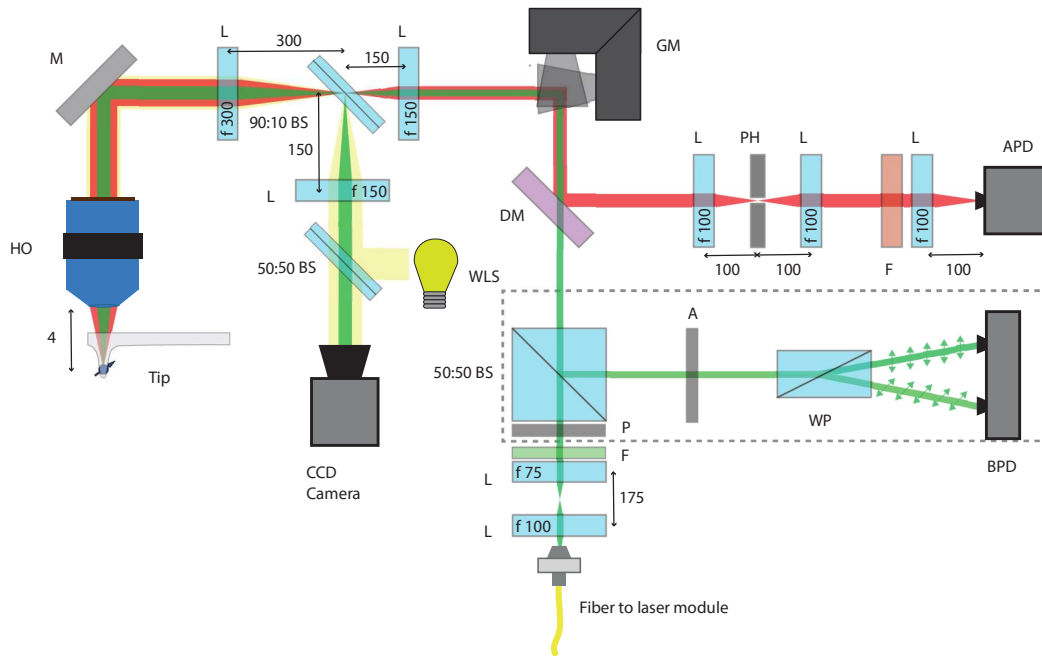 L
300
L
M
150
GM
f 300
90:10 BS
150
f 150
L
f 150
L
PH
L
L
APD
DM
f 100
f 100
f 100
100
100
F
100
HO
50:50 BS
WLS
4
Tip
A
50:50 BS
WP
BPD
P
F
CCD
Camera
L
f 75
175
L
f 100
Fiber to laser module